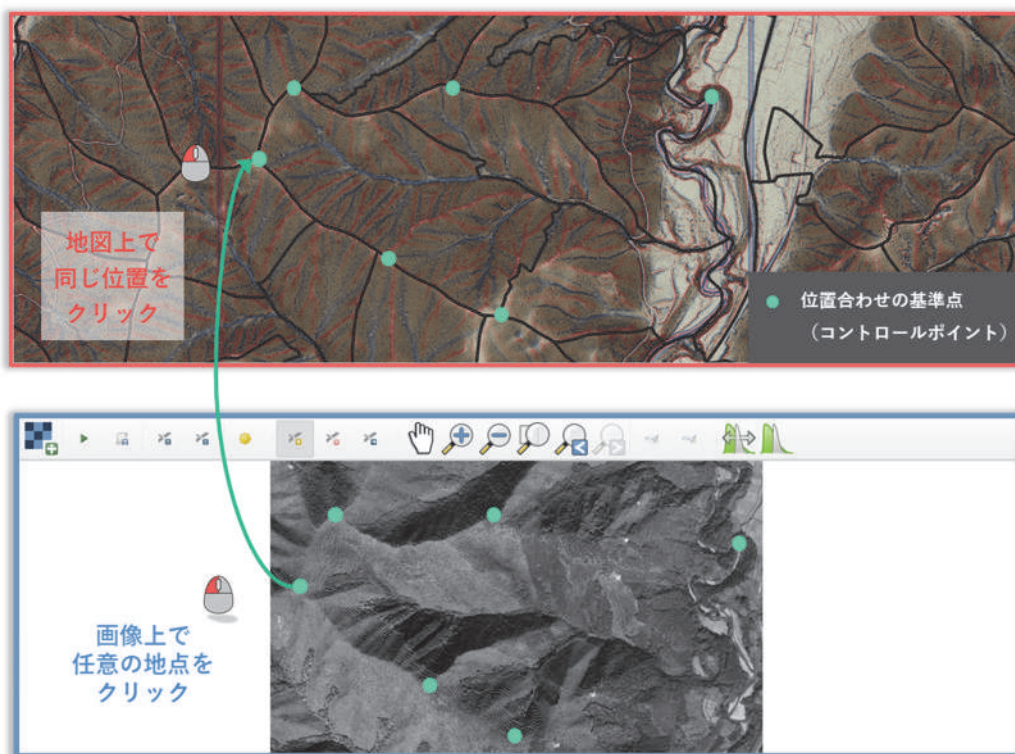 地図上で
同じ位置を
クリック
位置合わせの基準点
（コントロールポイント）
画像上で
任意の地点を
クリック